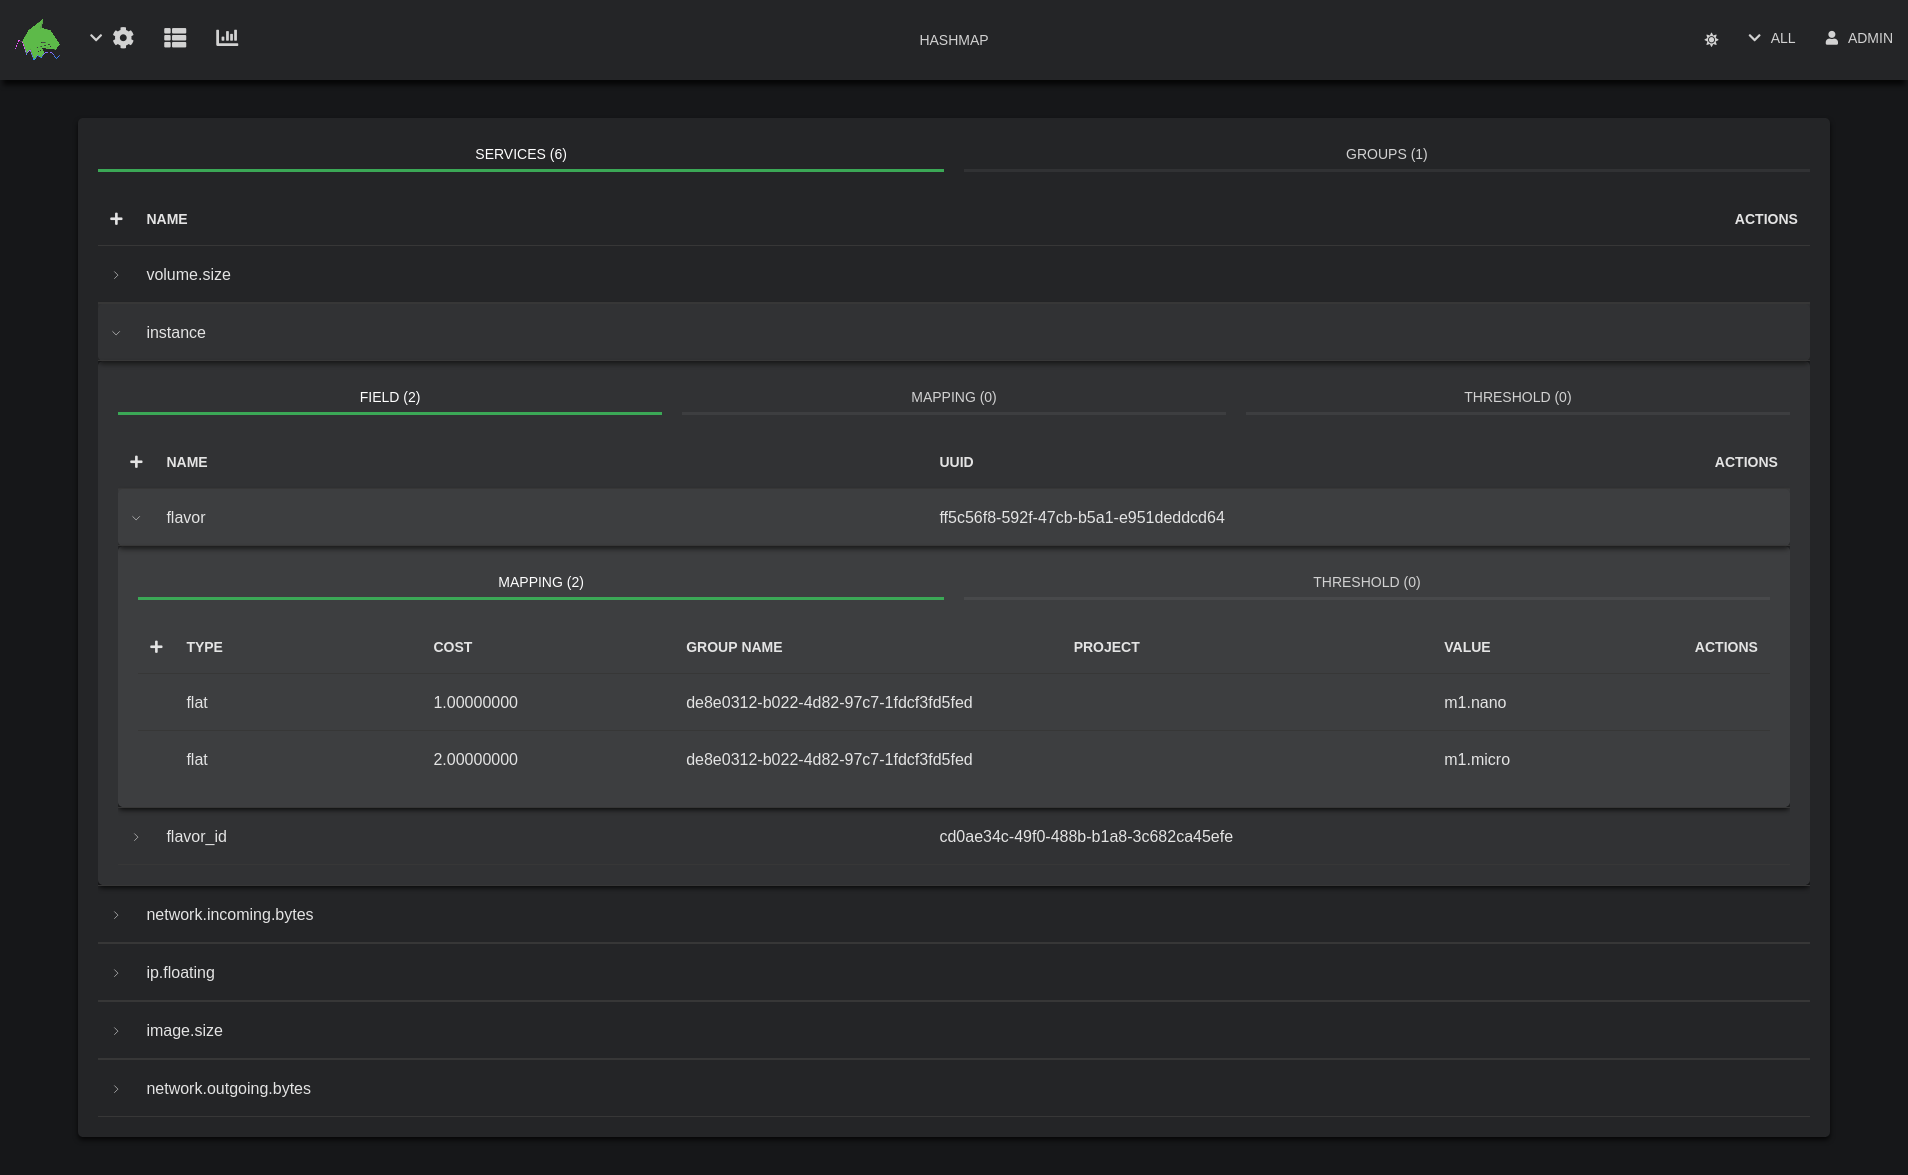 HASHMAP ALL ADMIN
SERVICES (6) GROUPS (1)
NAME ACTIONS
volume.size
instance
FIELD (2) MAPPING (0) THRESHOLD (0)
NAME UUID ACTIONS
flavor ff5c56f8-592f-47cb-b5a1-e951deddcd64
MAPPING (2) THRESHOLD (0)
TYPE COST GROUP NAME PROJECT VALUE ACTIONS
flat 1.00000000 de8e0312-b022-4d82-97c7-1fdcf3fd5fed m1.nano
flat 2.00000000 de8e0312-b022-4d82-97c7-1fdcf3fd5fed m1.micro
flavor_id cd0ae34c-49f0-488b-b1a8-3c682ca45efe
network.incoming.bytes
ip.floating
image.size
network.outgoing.bytes